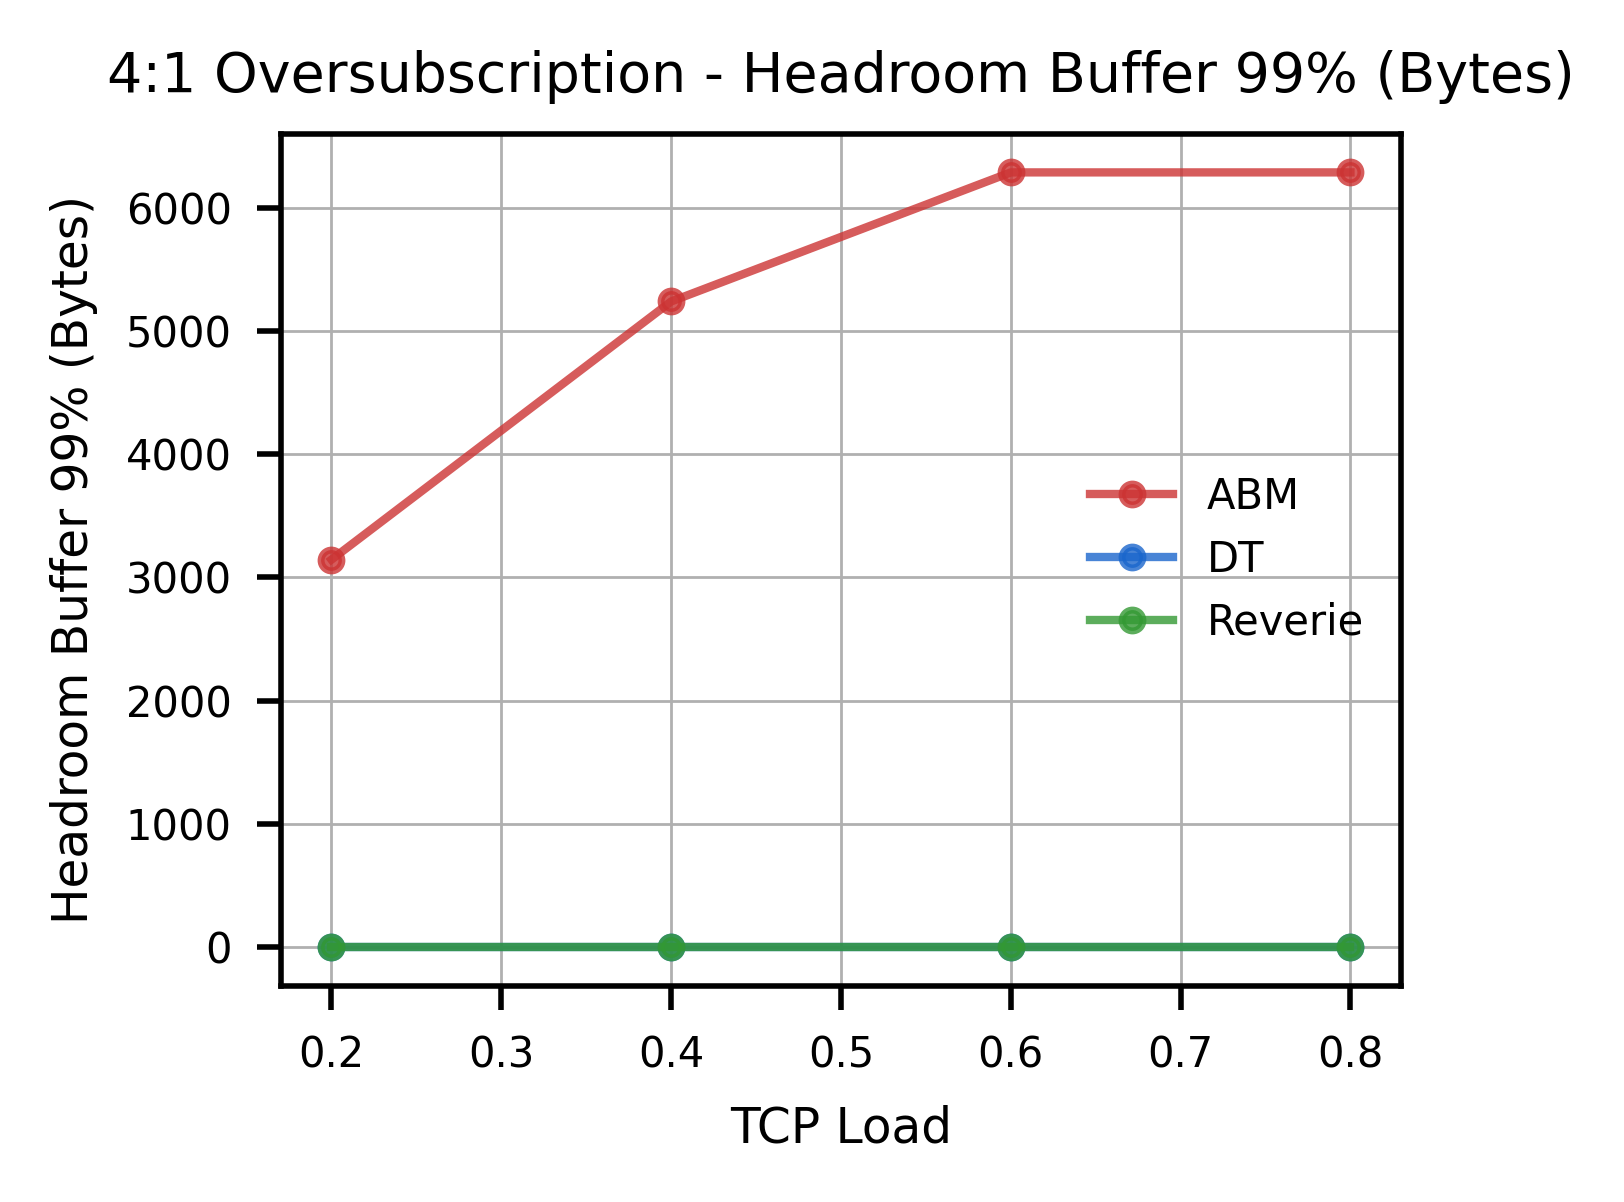 4:1 Oversubscription - Headroom Buffer 99% (Bytes)
Headroom Buffer 99% (Bytes)
6000
5000
4000
3000
2000
1000
0
ABM
DT
Reverie
0.2 0.3 0.4 0.5 0.6 0.7 0.8
TCP Load